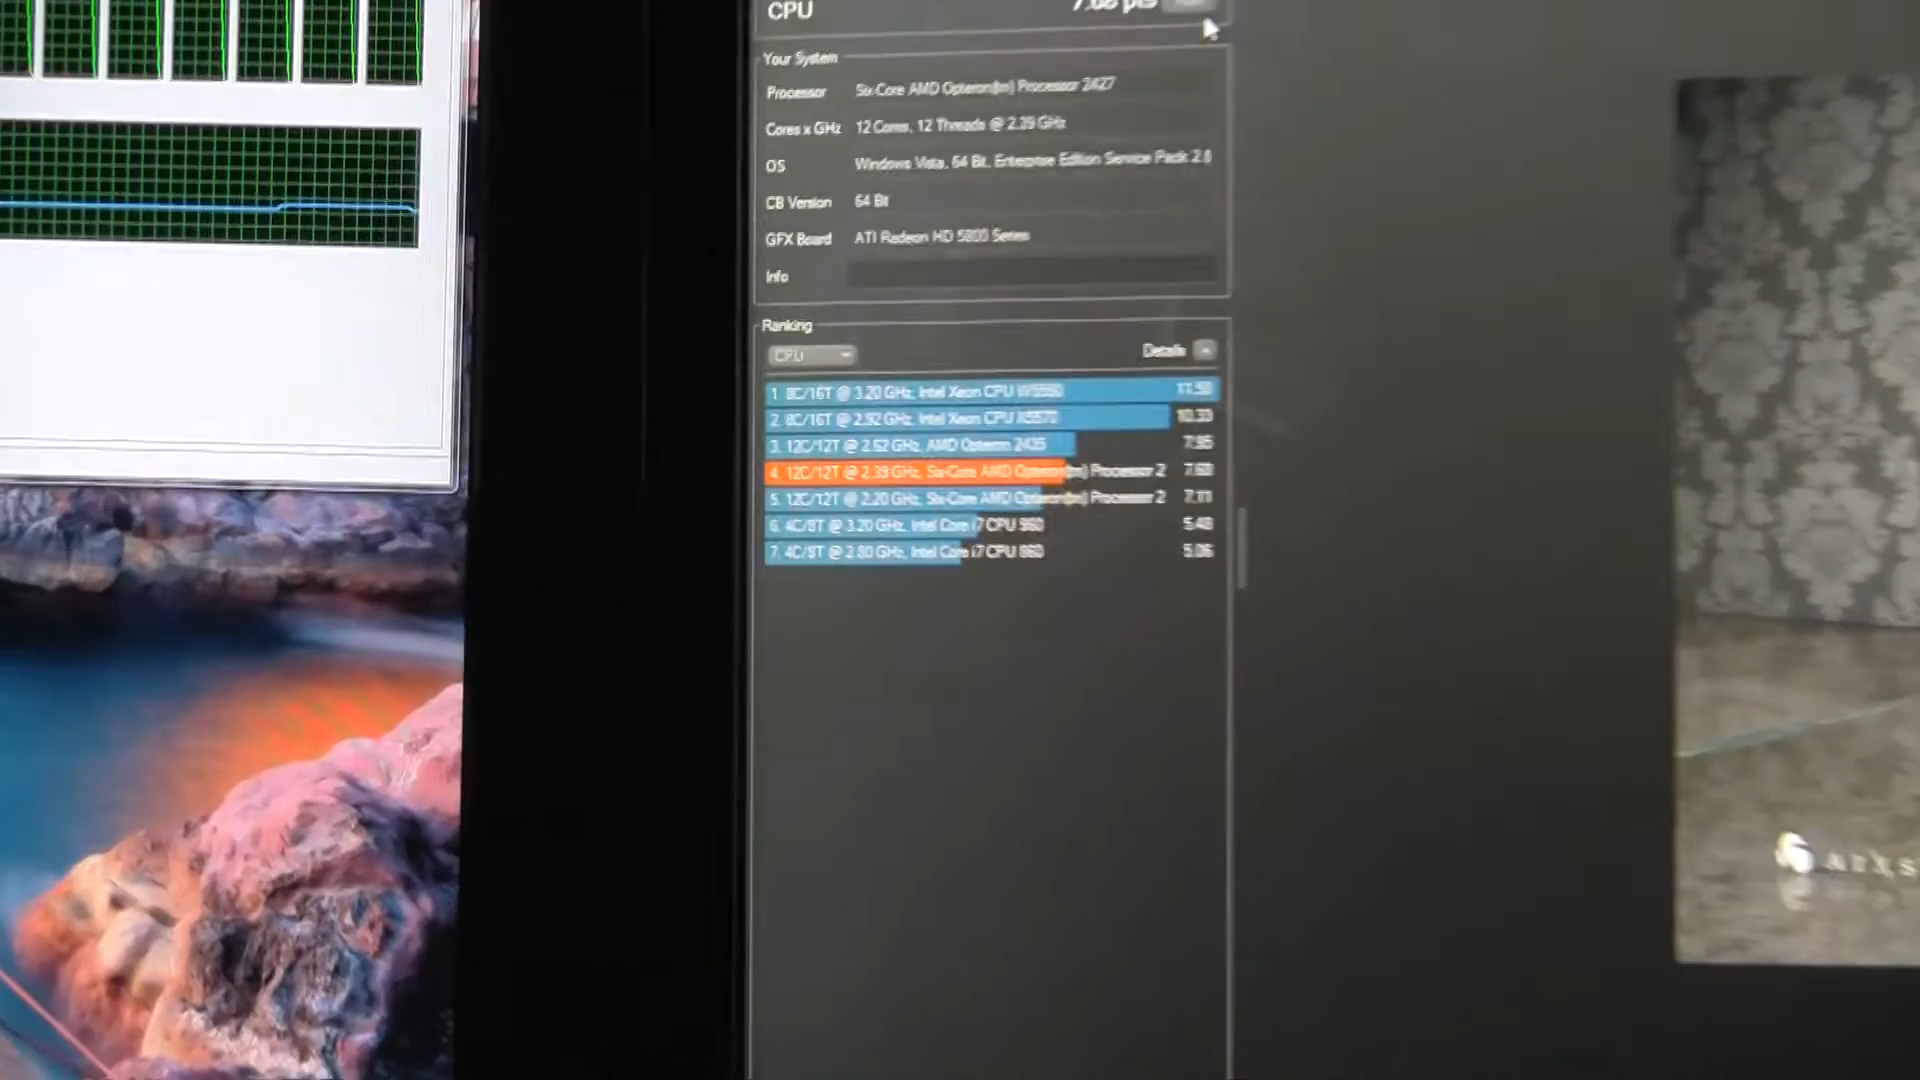 CPU
Your System
Processor Six-Core AMD Opteron(tm) Processor 2427
Cores x GHz 12 Cores, 12 Threads @ 2.39 GHz
OS Windows Vista, 64 Bit, Enterprise Edition Service Pack 2
CB Version 64 Bit
GFX Board ATI Radeon HD 5800 Series
Info
Ranking
CPU Details
1. 8C/16T @ 3.20 GHz, Intel Xeon CPU W5580 11.50
2. 8C/16T @ 2.92 GHz, Intel Xeon CPU X5570 10.33
3. 12C/12T @ 2.62 GHz, AMD Opteron 2435 7.95
4. 12C/12T @ 2.39 GHz, Six-Core AMD Opteron(tm) Processor 2 7.68
5. 12C/12T @ 2.20 GHz, Six-Core AMD Opteron(tm) Processor 2 7.11
6. 4C/8T @ 3.20 GHz, Intel Core i7 CPU 960 5.48
7. 4C/8T @ 2.80 GHz, Intel Core i7 CPU 860 5.06